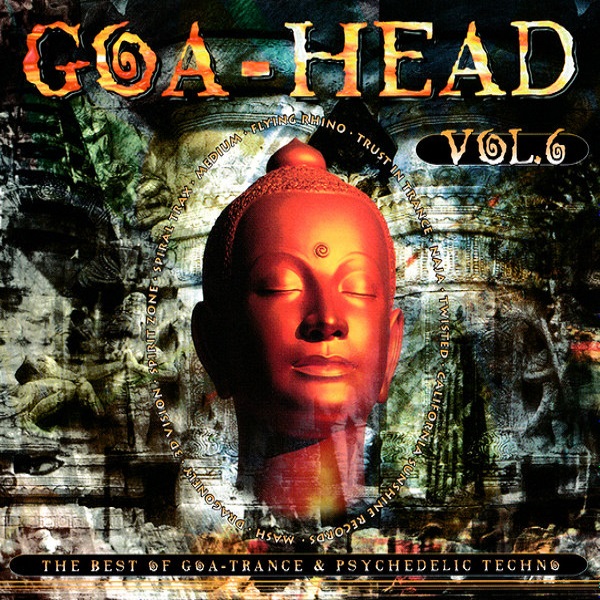 GOA-HEAD
VOL.6
MEDIUM · FLYING RHINO · TRUST IN TRANCE · NAJA · TWISTED · CALIFORNIA SUNSHINE RECORDS · MASH · DRAGONFLY · 3D VISION · SPIRIT ZONE · SPIRAL TRAX ·
THE BEST OF GOA-TRANCE & PSYCHEDELIC TECHNO